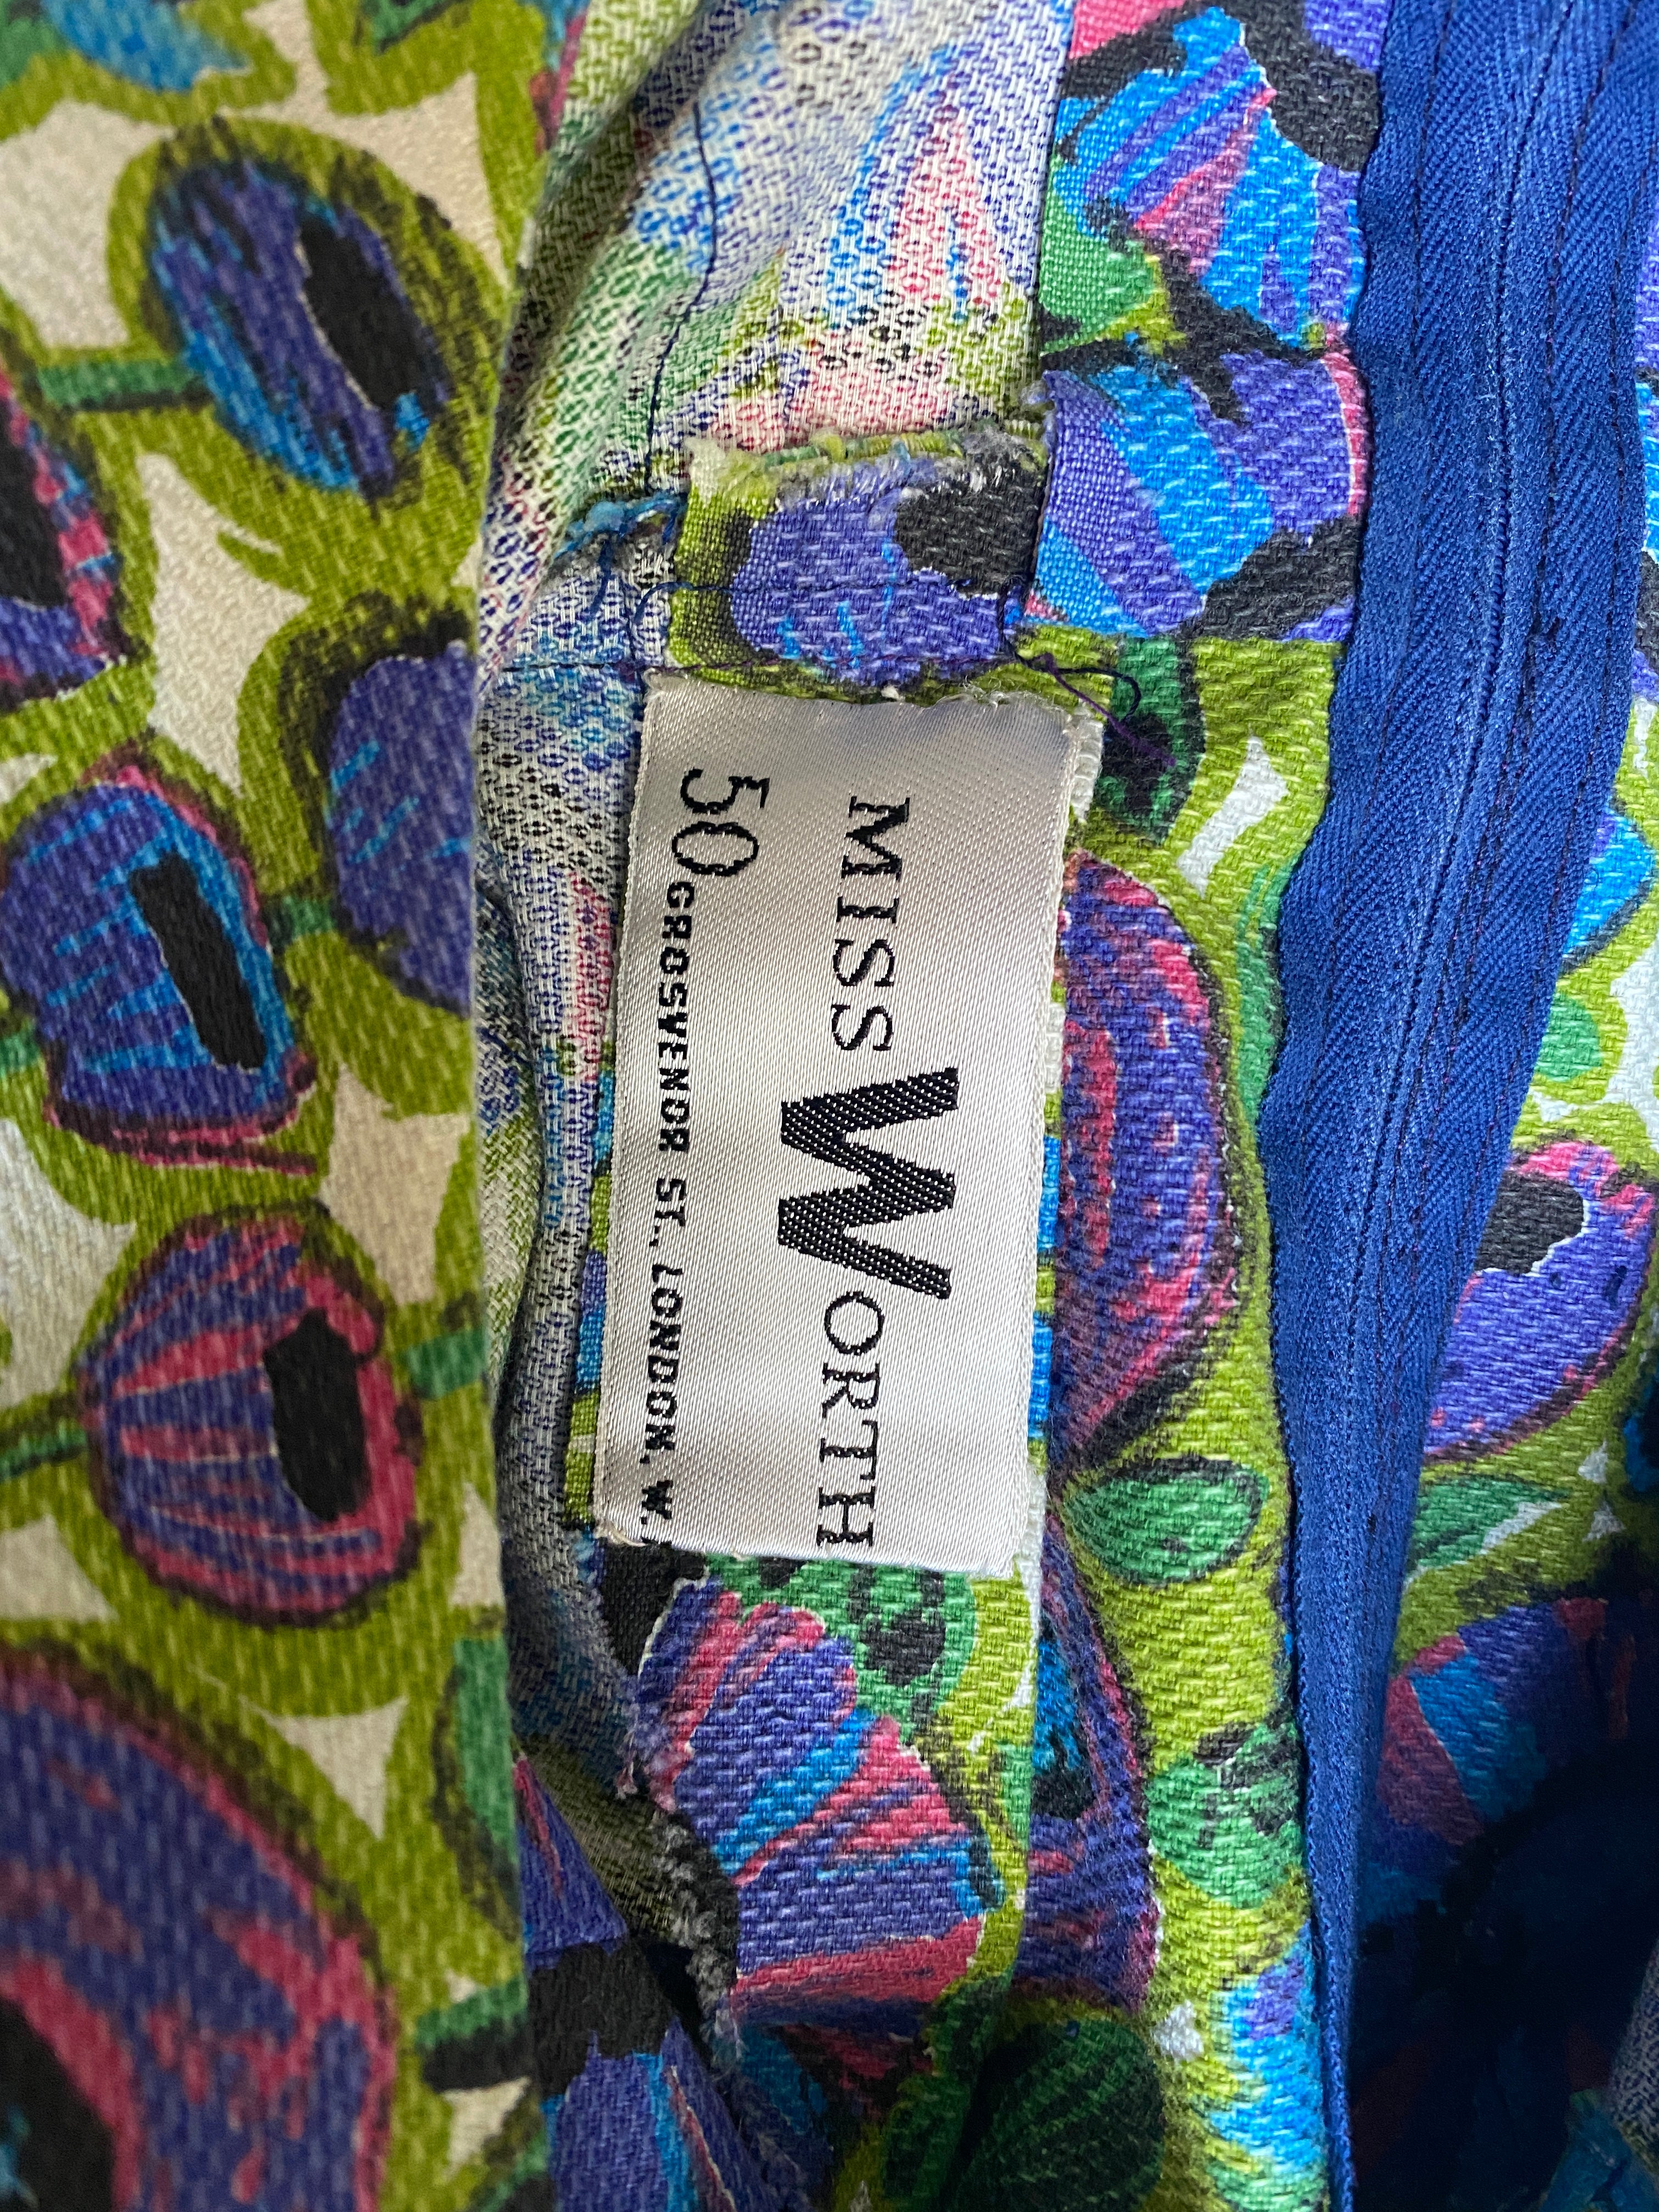 MISS WORTH
50 GROSVENOR ST., LONDON. W.